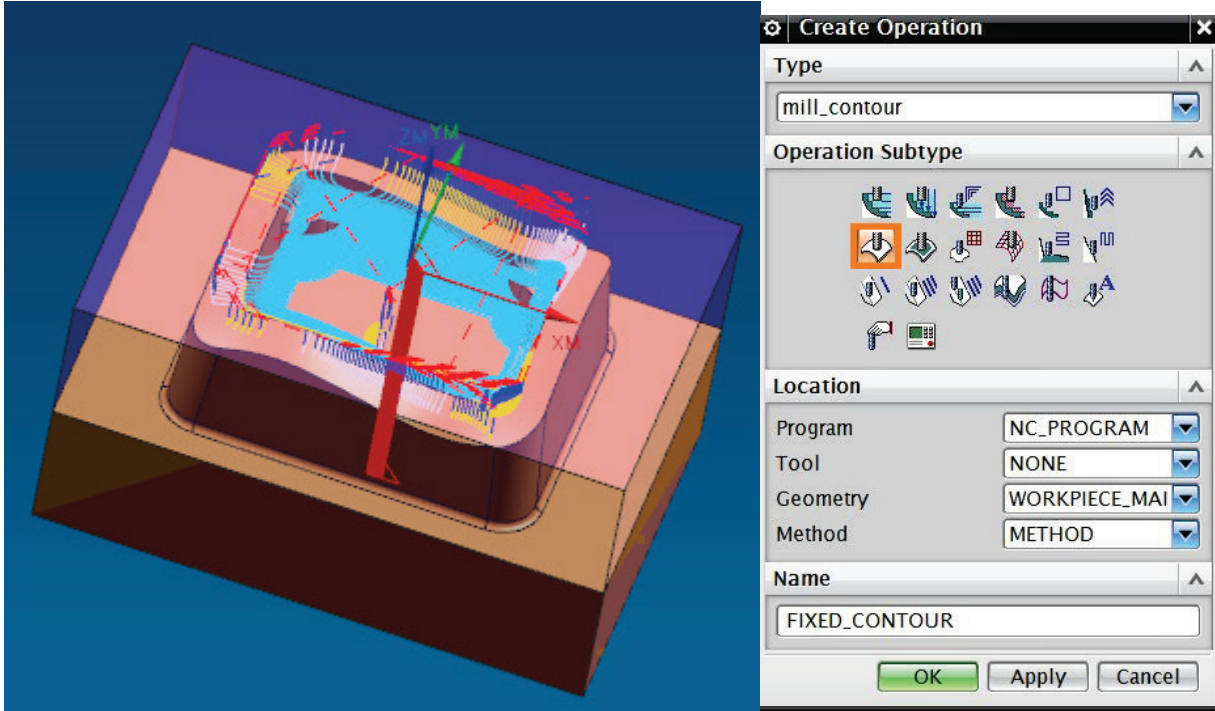 ZM YM
XM
Create Operation
Type
mill_contour
Operation Subtype
Location
Program NC_PROGRAM
Tool NONE
Geometry WORKPIECE_MAI
Method METHOD
Name
FIXED_CONTOUR
OK Apply Cancel